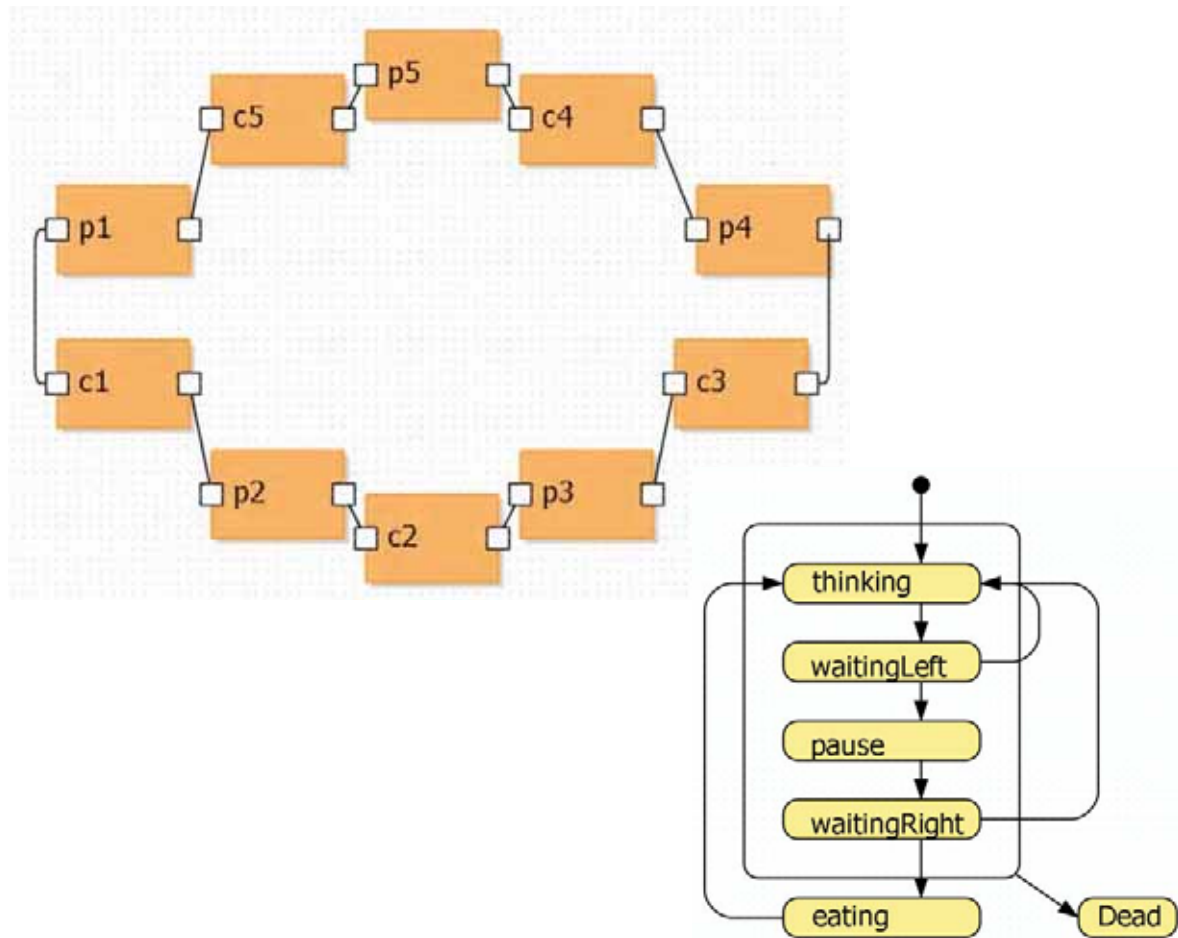 p5
c5
c4
p1
p4
c1
c3
p2
p3
c2
thinking
waitingLeft
pause
waitingRight
eating
Dead